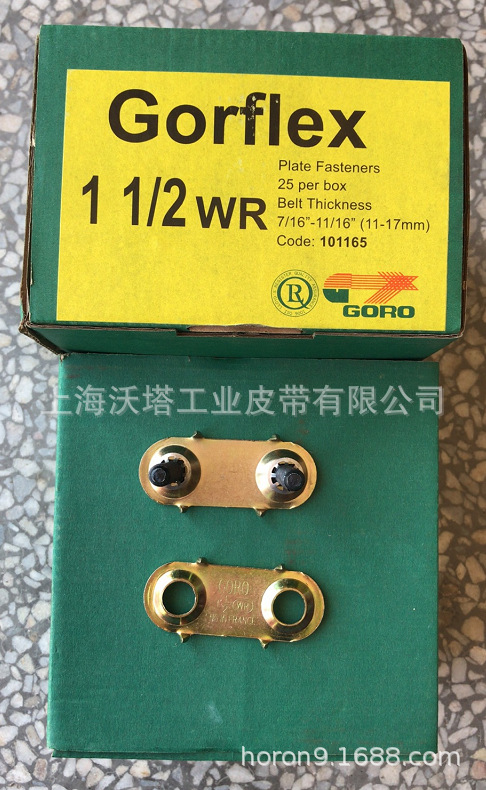 Gorflex
1 1/2 WR
Plate Fasteners
25 per box
Belt Thickness
7/16"-11/16" (11-17mm)
Code: 101165
R
GORO
上海沃塔工业皮带有限公司
GORO
FRANCE
horon9.1688.com